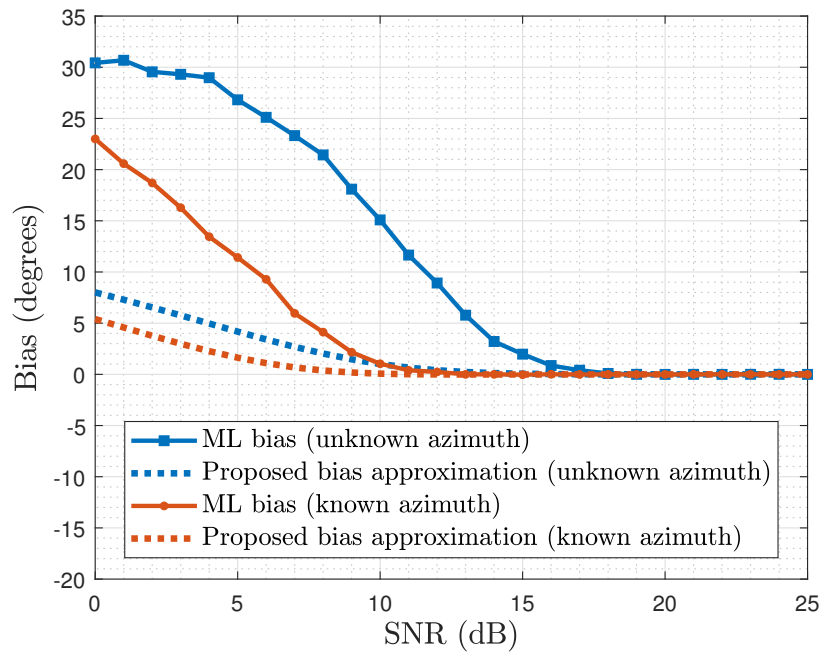 35
30
25
20
15
10
5
0
-5
-10
-15
-20
Bias (degrees)
ML bias (unknown azimuth)
Proposed bias approximation (unknown azimuth)
ML bias (known azimuth)
Proposed bias approximation (known azimuth)
0 5 10 15 20 25
SNR (dB)